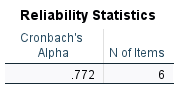 Reliability Statistics
Cronbach's
Alpha N of Items
.772 6